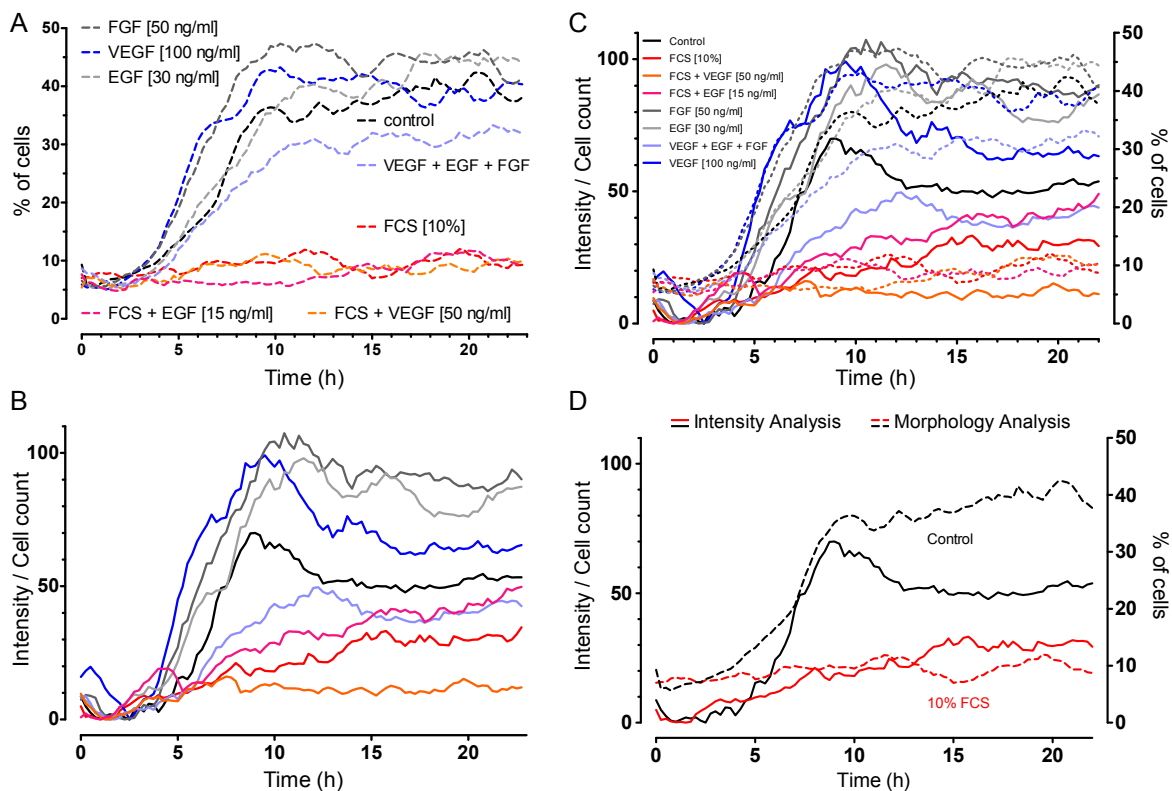 A
FGF [50 ng/ml]
VEGF [100 ng/ml]
EGF [30 ng/ml]
control
VEGF + EGF + FGF
FCS [10%]
FCS + EGF [15 ng/ml]
FCS + VEGF [50 ng/ml]
% of cells
50
40
30
20
10
0
0 5 10 15 20
Time (h)
B
Intensity / Cell count
100
50
0
0 5 10 15 20
Time (h)
C
Control
FCS [10%]
FCS + VEGF [50 ng/ml]
FCS + EGF [15 ng/ml]
FGF [50 ng/ml]
EGF [30 ng/ml]
VEGF + EGF + FGF
VEGF [100 ng/ml]
Intensity / Cell count
100
50
0
% of cells
50
40
30
20
10
0
0 5 10 15 20
Time (h)
D
Intensity Analysis
Morphology Analysis
Control
10% FCS
Intensity / Cell count
100
50
0
% of cells
50
40
30
20
10
0
0 5 10 15 20
Time (h)